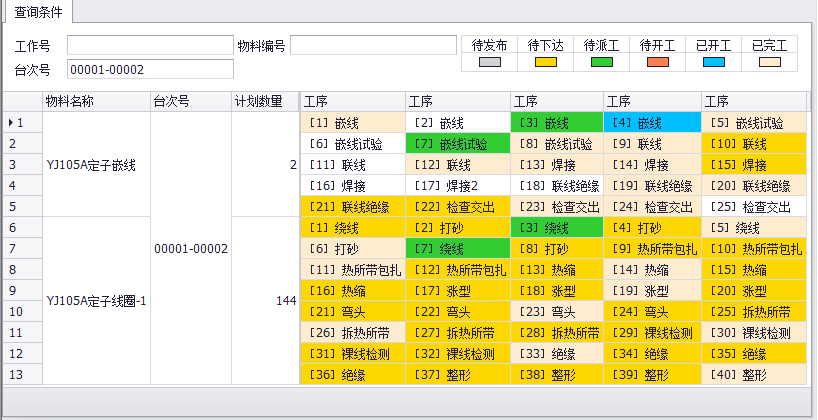 查询条件
工作号
物料编号
待发布 待下达 待派工 待开工 已开工 已完工
台次号 00001-00002
物料名称 台次号 计划数量 工序 工序 工序 工序 工序
1 [1] 嵌线 [2] 嵌线 [3] 嵌线 [4] 嵌线 [5] 嵌线试验
2 [6] 嵌线试验 [7] 嵌线试验 [8] 嵌线试验 [9] 联线 [10] 联线
3 YJ105A定子嵌线 2 [11] 联线 [12] 联线 [13] 焊接 [14] 焊接 [15] 焊接
4 [16] 焊接 [17] 焊接2 [18] 联线绝缘 [19] 联线绝缘 [20] 联线绝缘
5 [21] 联线绝缘 [22] 检查交出 [23] 检查交出 [24] 检查交出 [25] 检查交出
6 [1] 绕线 [2] 打砂 [3] 绕线 [4] 打砂 [5] 绕线
7 00001-00002 [6] 打砂 [7] 绕线 [8] 打砂 [9] 热所带包扎 [10] 热所带包扎
8 [11] 热所带包扎 [12] 热所带包扎 [13] 热缩 [14] 热缩 [15] 热缩
9 [16] 热缩 [17] 涨型 [18] 涨型 [19] 涨型 [20] 涨型
YJ105A定子线圈-1 144
10 [21] 弯头 [22] 弯头 [23] 弯头 [24] 弯头 [25] 拆热所带
11 [26] 拆热所带 [27] 拆热所带 [28] 拆热所带 [29] 裸线检测 [30] 裸线检测
12 [31] 裸线检测 [32] 裸线检测 [33] 绝缘 [34] 绝缘 [35] 绝缘
13 [36] 绝缘 [37] 整形 [38] 整形 [39] 整形 [40] 整形